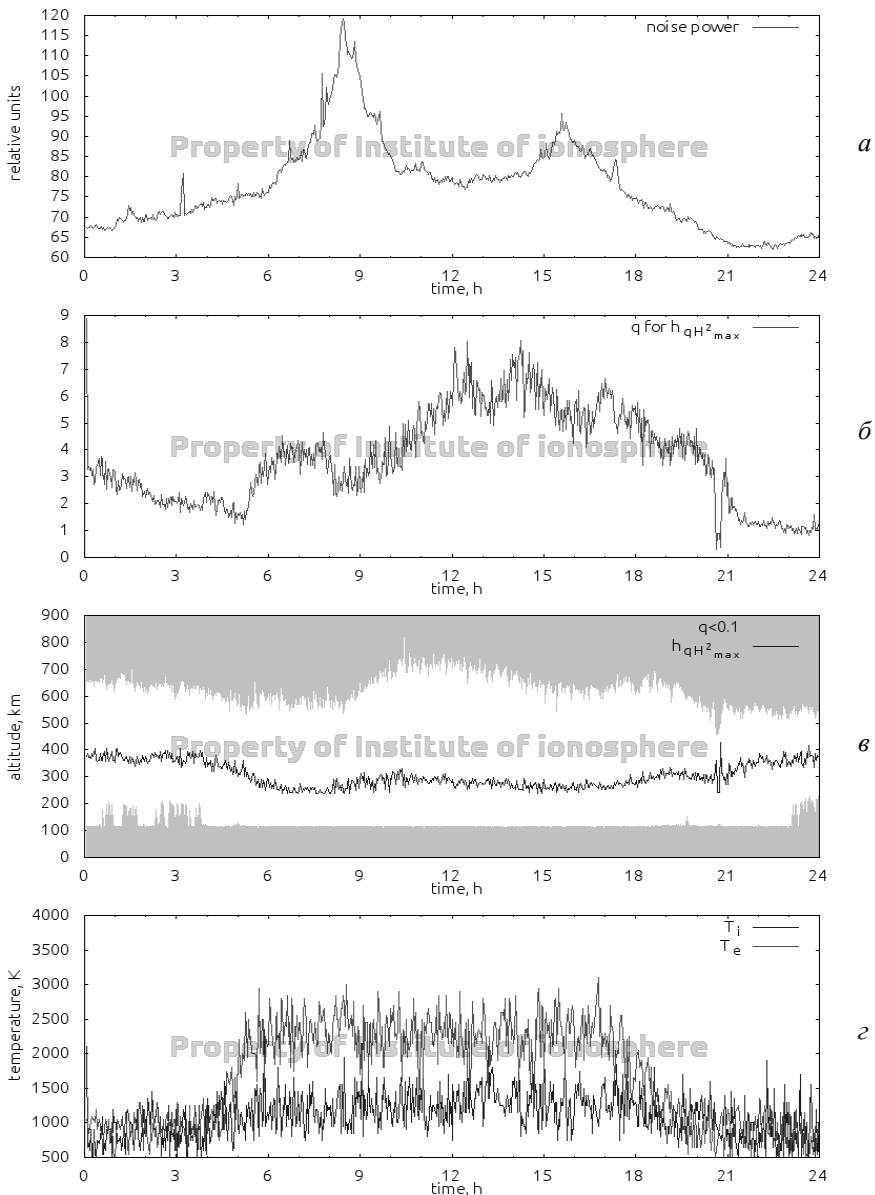 120
115
110
105
100
95
90
85
80
75
70
65
60
relative units
noise power
Property of Institute of ionosphere
а
0 3 6 9 12 15 18 21 24
time, h
9
8
7
6
5
4
3
2
1
0
q for h qH² max
Property of Institute of ionosphere
б
0 3 6 9 12 15 18 21 24
time, h
900
800
700
600
500
400
300
200
100
0
altitude, km
q<0.1
h qH² max
Property of Institute of ionosphere
в
0 3 6 9 12 15 18 21 24
time, h
4000
3500
3000
2500
2000
1500
1000
500
temperature, K
T i
T e
Property of Institute of ionosphere
г
0 3 6 9 12 15 18 21 24
time, h